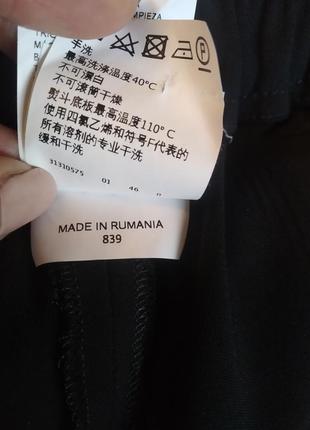 MPIEZA
手洗
最高洗涤温度40°C
不可漂白
不可滚筒干燥
熨斗底板最高温度110°C
使用四氯乙烯和符号F代表的
所有溶剂的专业干洗
缓和干洗
31310575 01 46
P
MADE IN RUMANIA
839